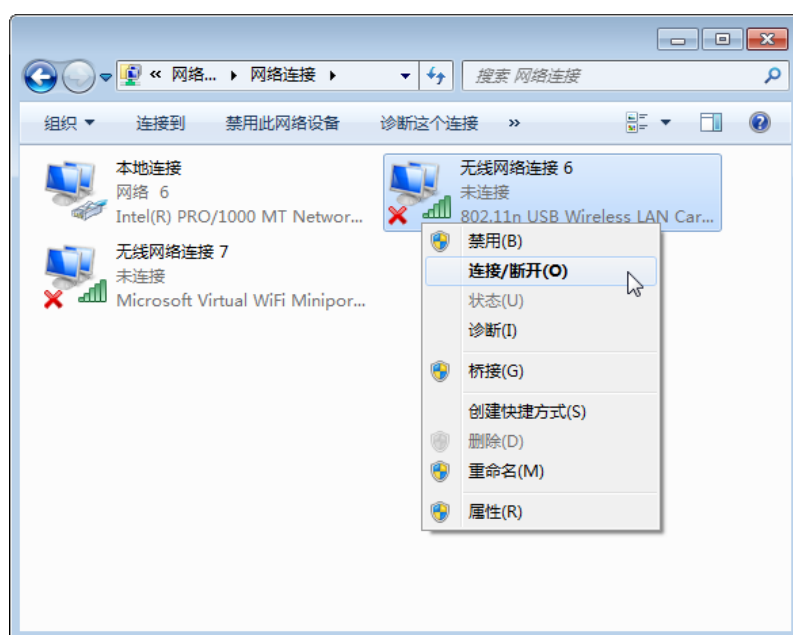 « 网络... ▸ 网络连接 ▸
搜索 网络连接
组织 连接到 禁用此网络设备 诊断这个连接 »
本地连接
网络 6
Intel(R) PRO/1000 MT Networ...
无线网络连接 6
未连接
802.11n USB Wireless LAN Car...
无线网络连接 7
未连接
Microsoft Virtual WiFi Minipor...
禁用(B)
连接/断开(O)
状态(U)
诊断(I)
桥接(G)
创建快捷方式(S)
删除(D)
重命名(M)
属性(R)